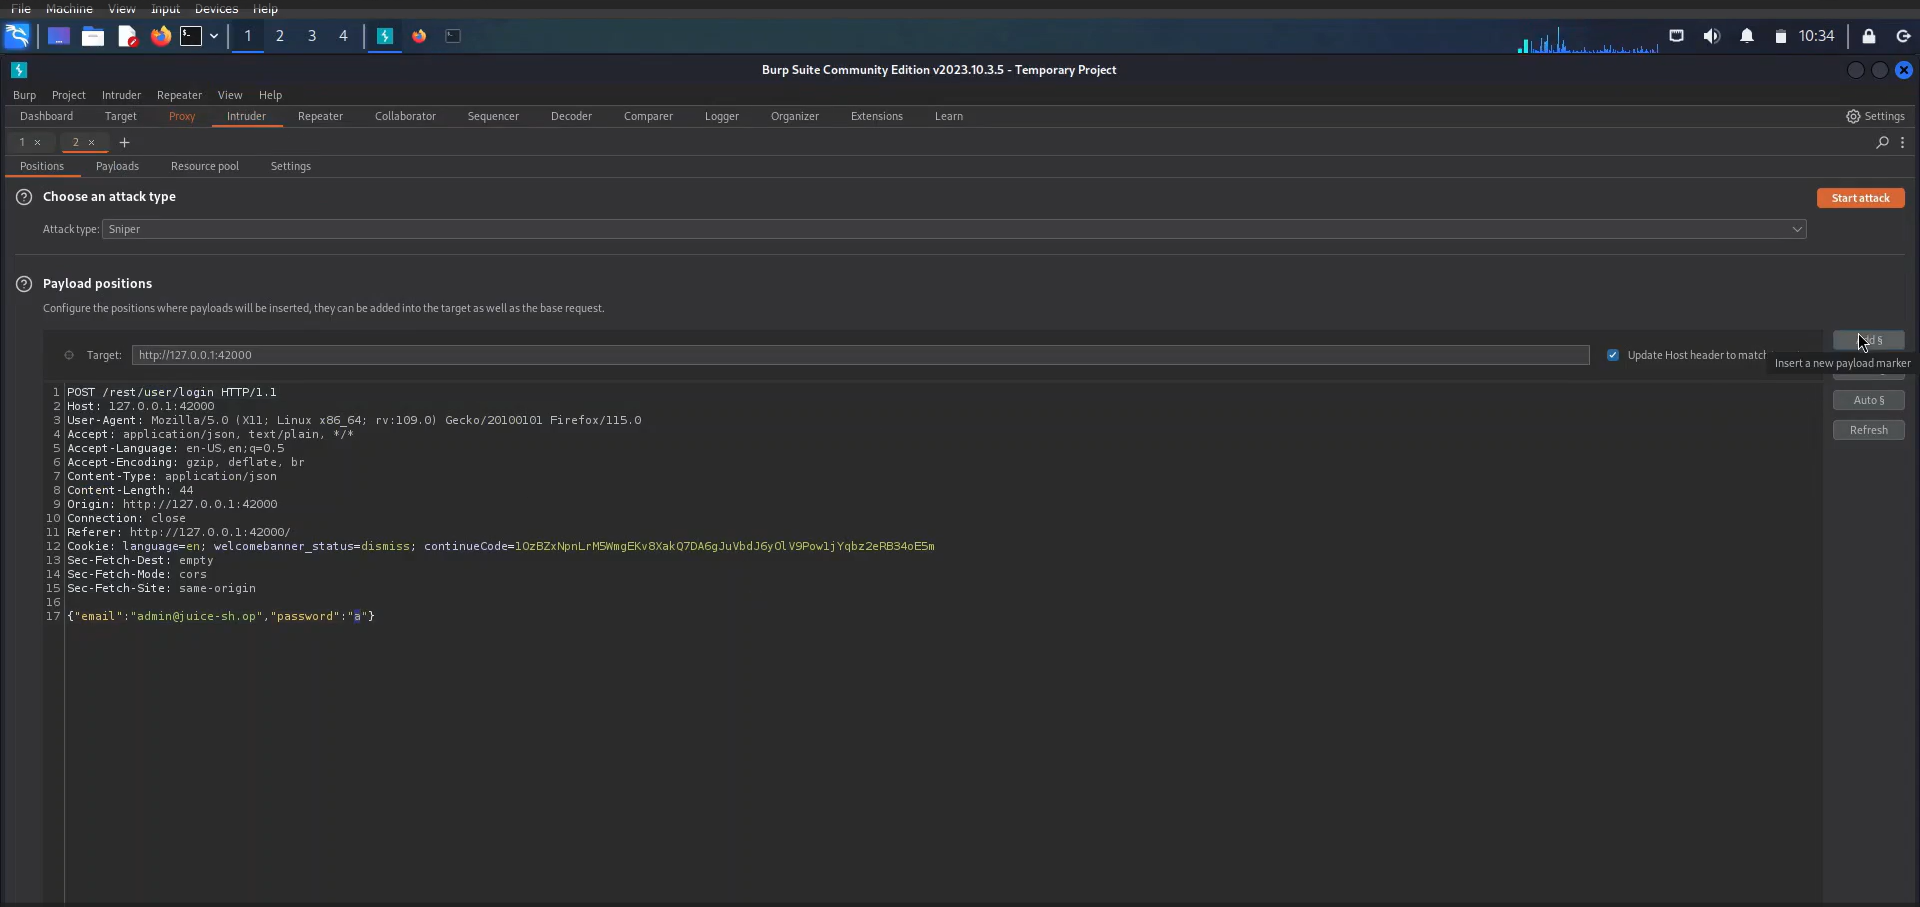 File Machine View Input Devices Help
1 2 3 4 10:34
Burp Suite Community Edition v2023.10.3.5 - Temporary Project
Burp Project Intruder Repeater View Help
Dashboard Target Proxy Intruder Repeater Collaborator Sequencer Decoder Comparer Logger Organizer Extensions Learn Settings
1 × 2 × +
Positions Payloads Resource pool Settings
Choose an attack type
Start attack
Attack type: Sniper
Payload positions
Configure the positions where payloads will be inserted, they can be added into the target as well as the base request.
Target: http://127.0.0.1:42000
Update Host header to match
§
Insert a new payload marker
Auto §
Refresh
1 POST /rest/user/login HTTP/1.1
2 Host: 127.0.0.1:42000
3 User-Agent: Mozilla/5.0 (X11; Linux x86_64; rv:109.0) Gecko/20100101 Firefox/115.0
4 Accept: application/json, text/plain, */*
5 Accept-Language: en-US,en;q=0.5
6 Accept-Encoding: gzip, deflate, br
7 Content-Type: application/json
8 Content-Length: 44
9 Origin: http://127.0.0.1:42000
10 Connection: close
11 Referer: http://127.0.0.1:42000/
12 Cookie: language=en; welcomebanner_status=dismiss; continueCode=1OzBZxNpnLrM5WmgEKv8XakQ7DA6gJuVbdJ6yOlV9Pow1jYqbz2eRB34oE5m
13 Sec-Fetch-Dest: empty
14 Sec-Fetch-Mode: cors
15 Sec-Fetch-Site: same-origin
16
17 {"email":"admin@juice-sh.op","password":"a"}